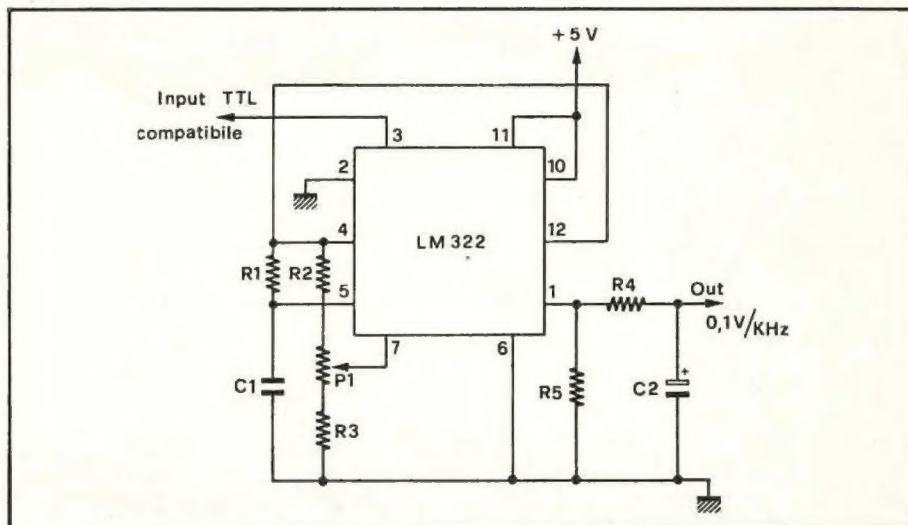 +5 V
Input TTL
compatibile
3
11
2
10
LM 322
4
12
R1
R2
5
1
R4
Out
0,1V/KHz
7
6
P1
C1
R5
C2
+
R3